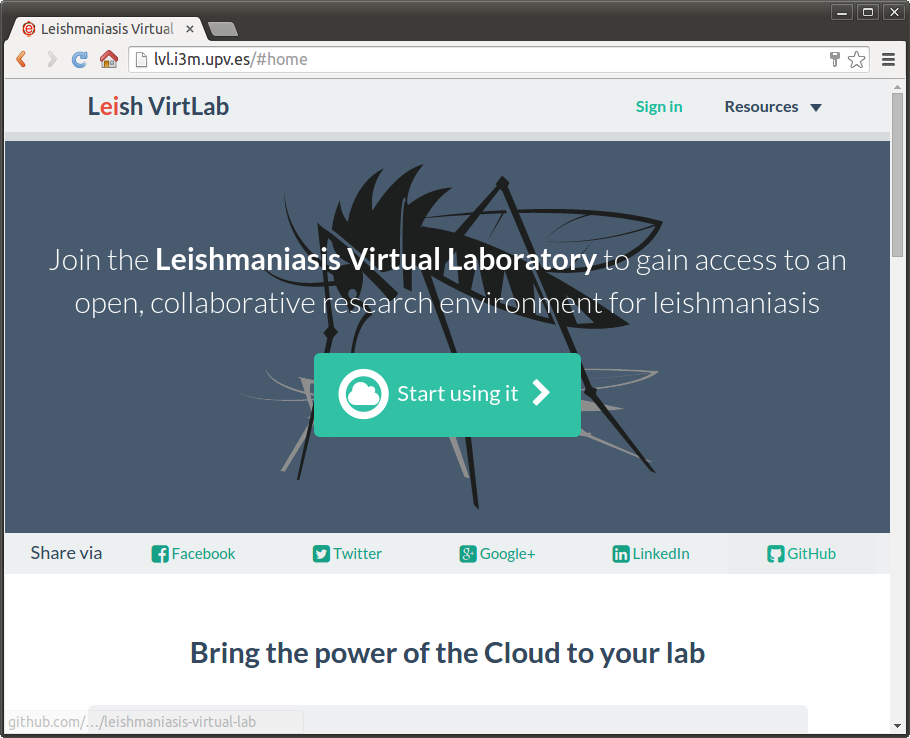 Leishmaniasis Virtual
lvl.i3m.upv.es/#home
Leish VirtLab
Sign in
Resources
Join the Leishmaniasis Virtual Laboratory to gain access to an
open, collaborative research environment for leishmaniasis
Start using it
Share via
Facebook
Twitter
Google+
LinkedIn
GitHub
Bring the power of the Cloud to your lab
github.com/…/leishmaniasis-virtual-lab